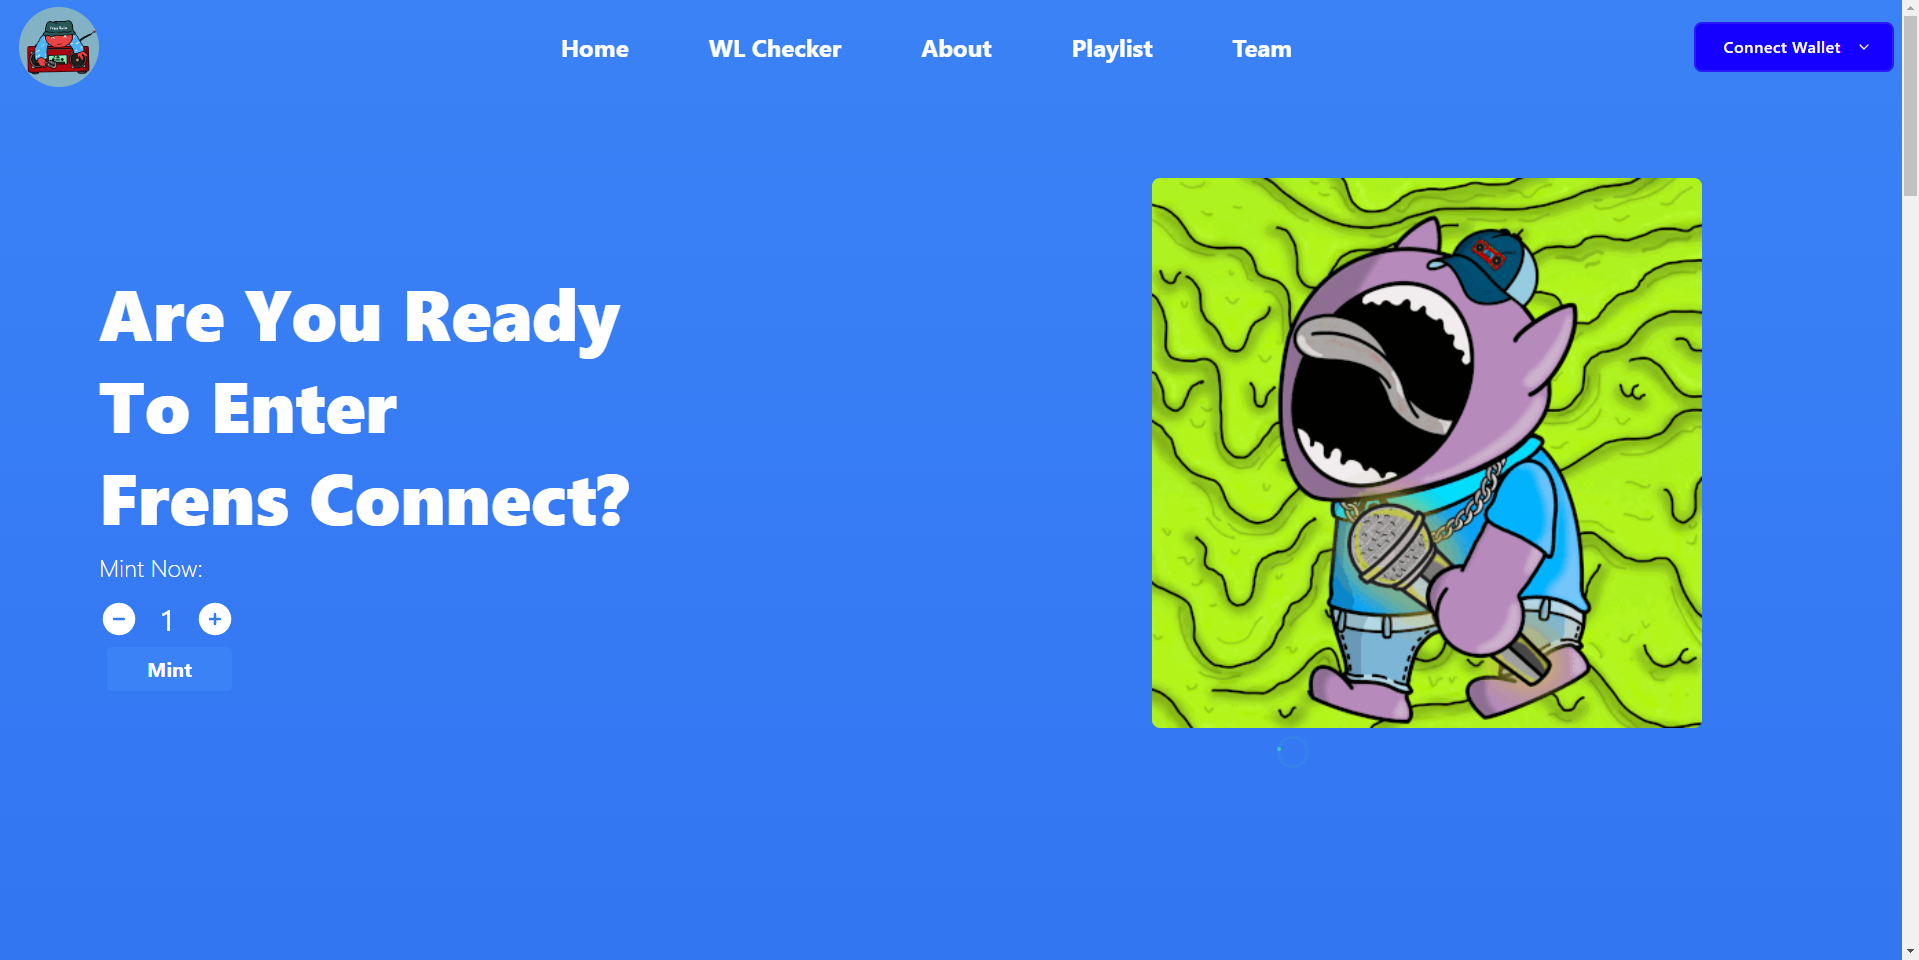 Home
WL Checker
About
Playlist
Team
Connect Wallet
Are You Ready
To Enter
Frens Connect?
Mint Now:
1
Mint